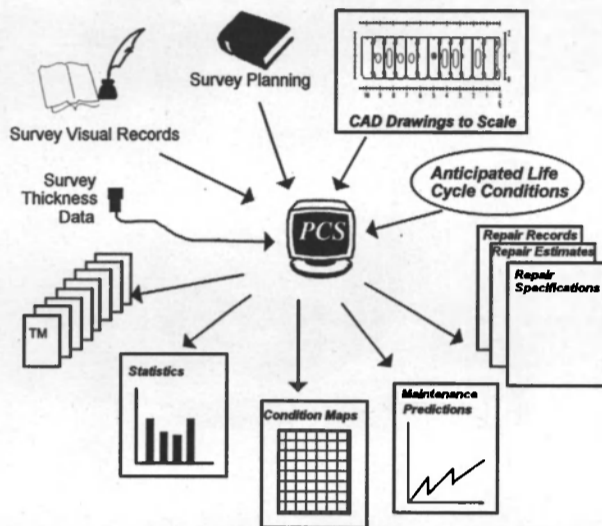 Survey Planning
CAD Drawings to Scale
Survey Visual Records
Survey
Thickness
Data
Anticipated Life
Cycle Conditions
PCS
Repair Records
Repair Estimates
Repair
Specifications
TM
Statistics
Condition Maps
Maintenance
Predictions